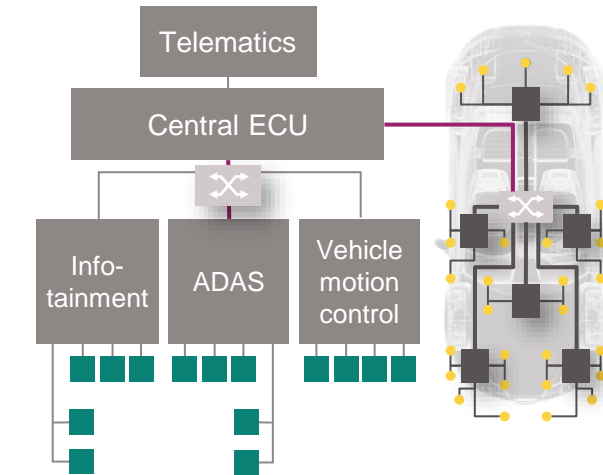 Telematics
Central ECU
Info-
tainment
ADAS
Vehicle
motion
control